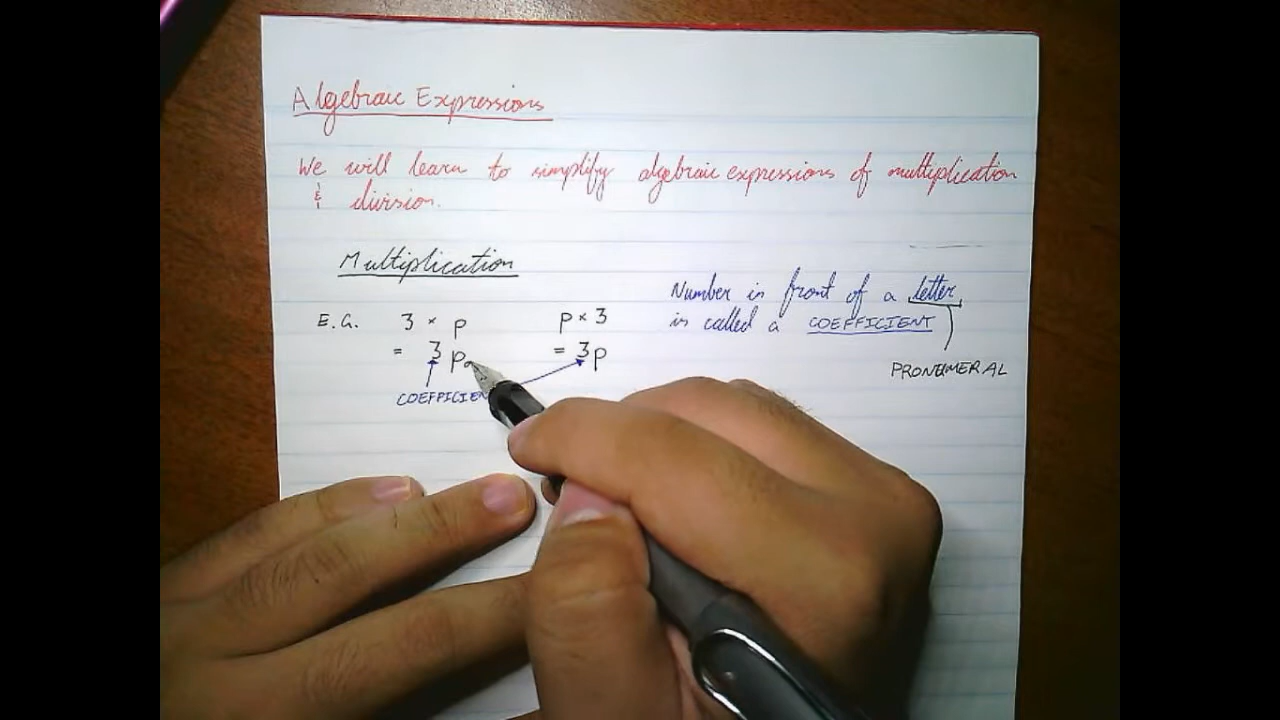 Algebraic Expressions
We will learn to simplify algebraic expressions of multiplication
& division.
Multiplication
E.G. 3 × p
= 3p
COEFFICIEN
p × 3
= 3p
Number in front of a letter
is called a COEFFICIENT
PRONUMERAL